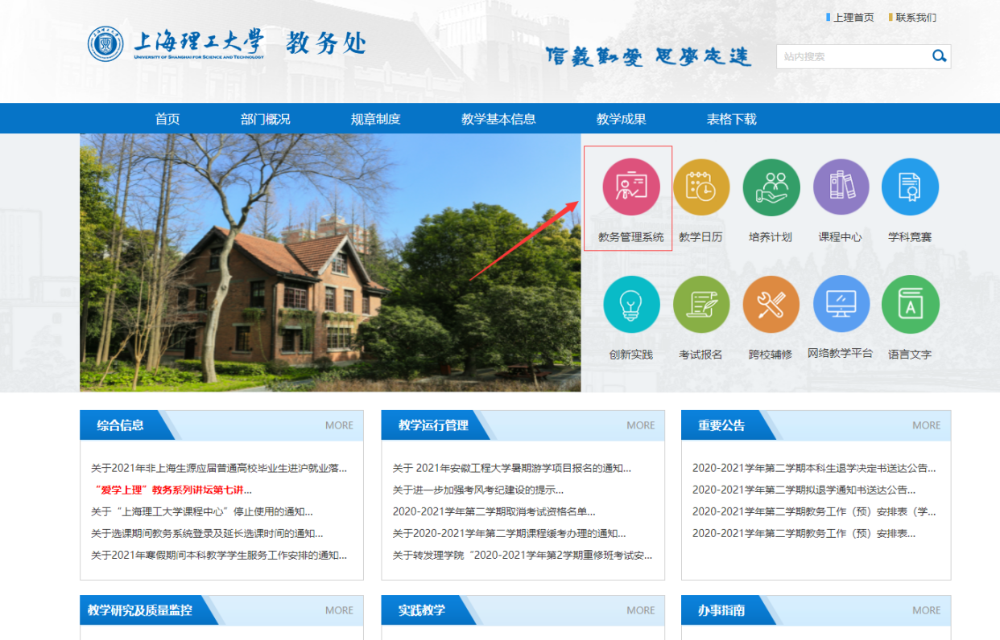 上理首页 联系我们
上海理工大学 教务处
UNIVERSITY OF SHANGHAI FOR SCIENCE AND TECHNOLOGY
信義勤愛 思學志遠
站内搜索
首页 部门概况 规章制度 教学基本信息 教学成果 表格下载
教务管理系统 教学日历 培养计划 课程中心 学科竞赛
创新实践 考试报名 跨校辅修 网络教学平台 语言文字
综合信息 MORE
关于2021年非上海生源应届普通高校毕业生进沪就业落...
“爱学上理”教务系列讲坛第七讲...
关于“上海理工大学课程中心”停止使用的通知...
关于选课期间教务系统登录及延长选课时间的通知...
关于2021年寒假期间本科教学学生服务工作安排的通知...
教学运行管理 MORE
关于 2021年安徽工程大学暑期游学项目报名的通知...
关于进一步加强考风考纪建设的提示...
2020-2021学年第二学期取消考试资格名单...
关于2020-2021学年第二学期课程缓考办理的通知...
关于转发理学院“2020-2021学年第2学期重修班考试安...
重要公告 MORE
2020-2021学年第二学期本科生退学决定书送达公告...
2020-2021学年第二学期拟退学通知书送达公告...
2020-2021学年第二学期教务工作（预）安排表（学...
2020-2021学年第二学期教务工作（预）安排表...
教学研究及质量监控 MORE
实践教学 MORE
办事指南 MORE